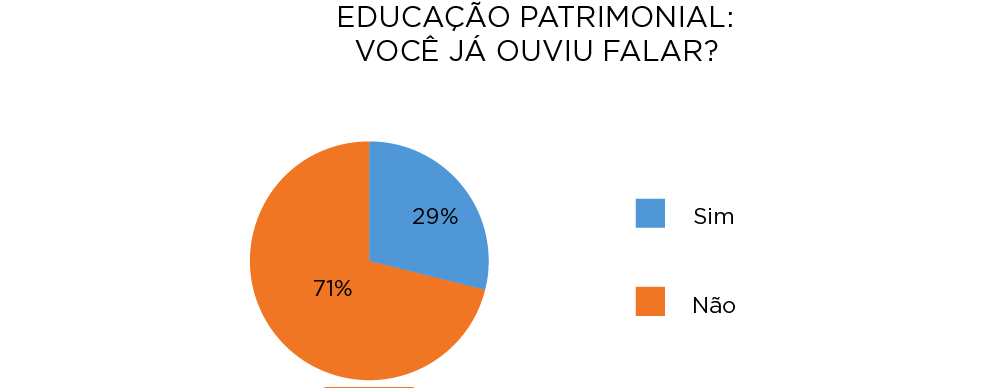 EDUCAÇÃO PATRIMONIAL:
VOCÊ JÁ OUVIU FALAR?
29%
71%
Sim
Não